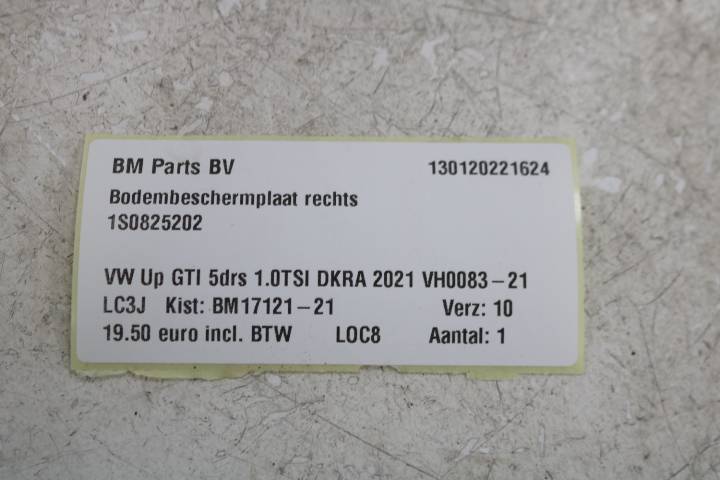 BM Parts BV 130120221624
Bodembeschermplaat rechts
1S0825202
VW Up GTI 5drs 1.0TSI DKRA 2021 VH0083-21
LC3J Kist: BM17121-21 Verz: 10
19.50 euro incl. BTW LOC8 Aantal: 1